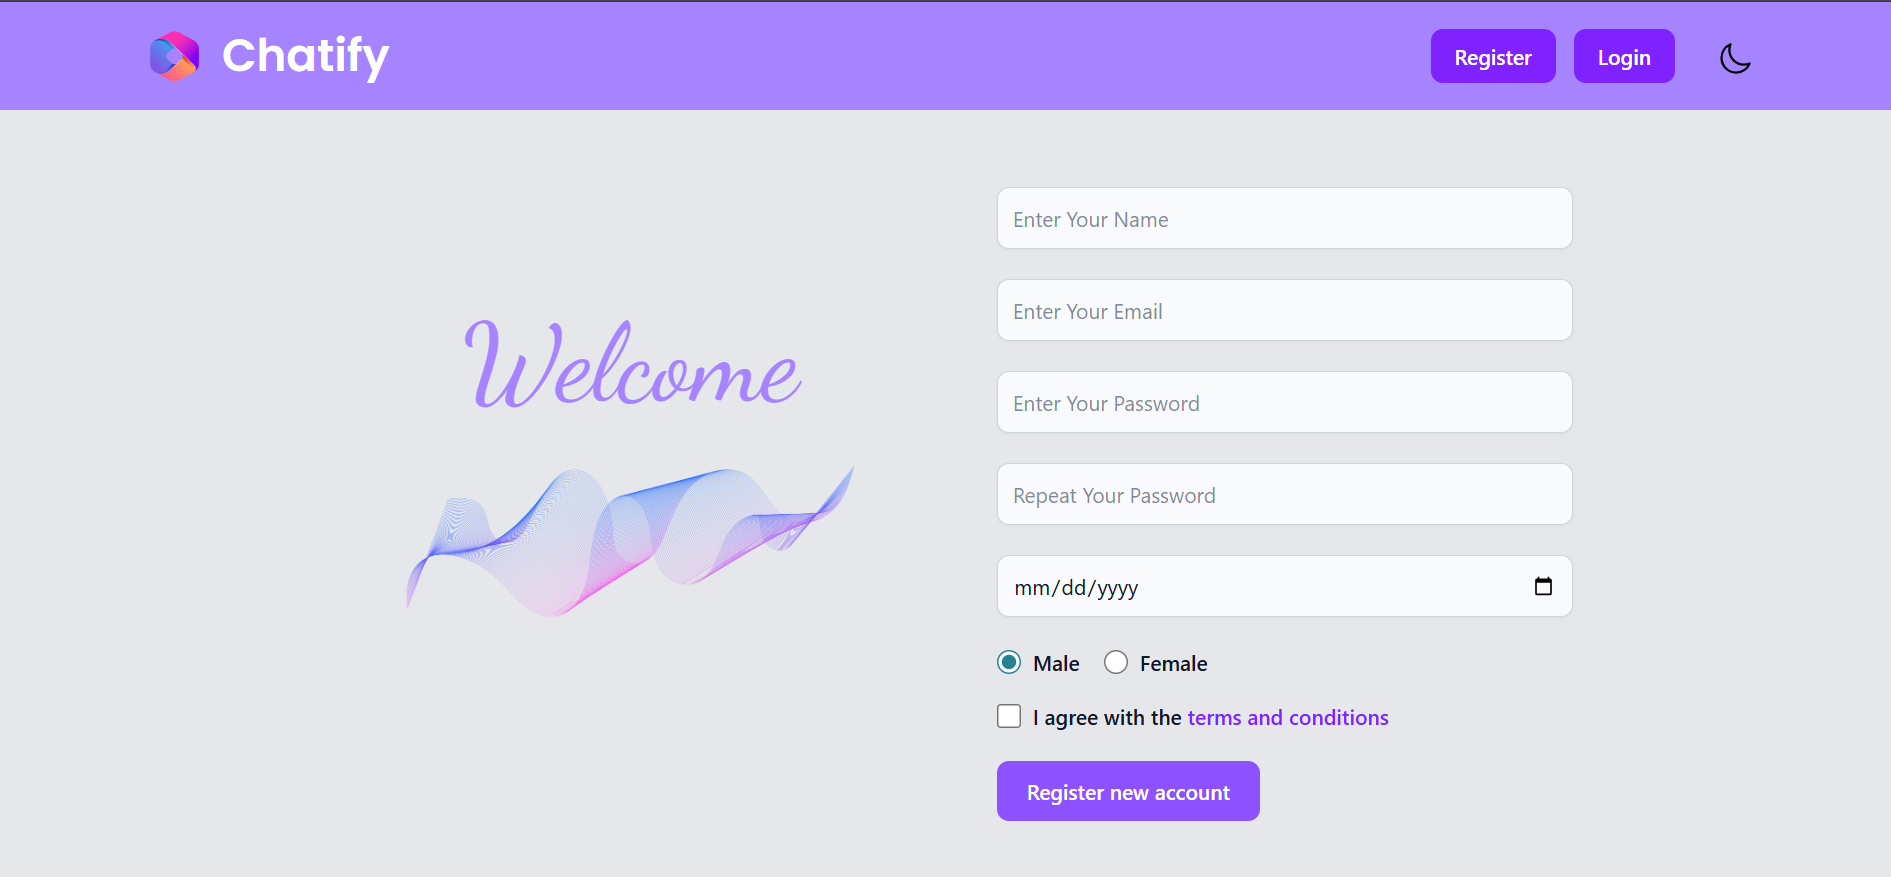 Chatify
Register
Login
Welcome
Enter Your Name
Enter Your Email
Enter Your Password
Repeat Your Password
mm/dd/yyyy
Male
Female
I agree with the terms and conditions
Register new account